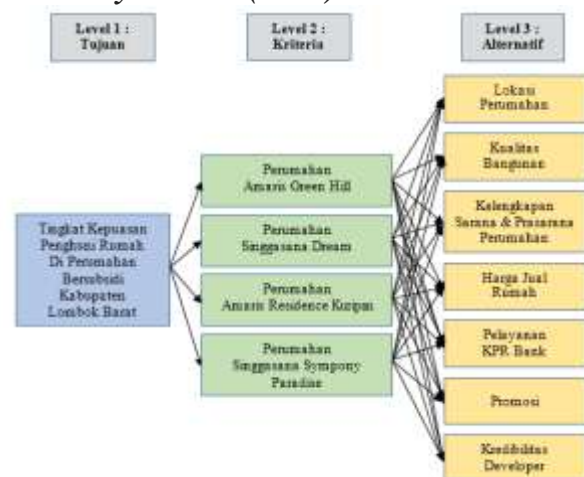 Level 1 :
Tujuan
Level 2 :
Kriteria
Level 3 :
Alternatif
Tingkat Kepuasan
Penghuni Rumah
Di Perumahan
Bersubsidi
Kabupaten
Lombok Barat
Perumahan
Amaris Green Hill
Perumahan
Singgasana Dream
Perumahan
Amaris Residence Kuripan
Perumahan
Singgasana Sympony
Paradise
Lokasi
Perumahan
Kualitas
Bangunan
Kelengkapan
Sarana & Prasarana
Perumahan
Harga Jual
Rumah
Pelayanan
KPR Bank
Promosi
Kredibilitas
Developer